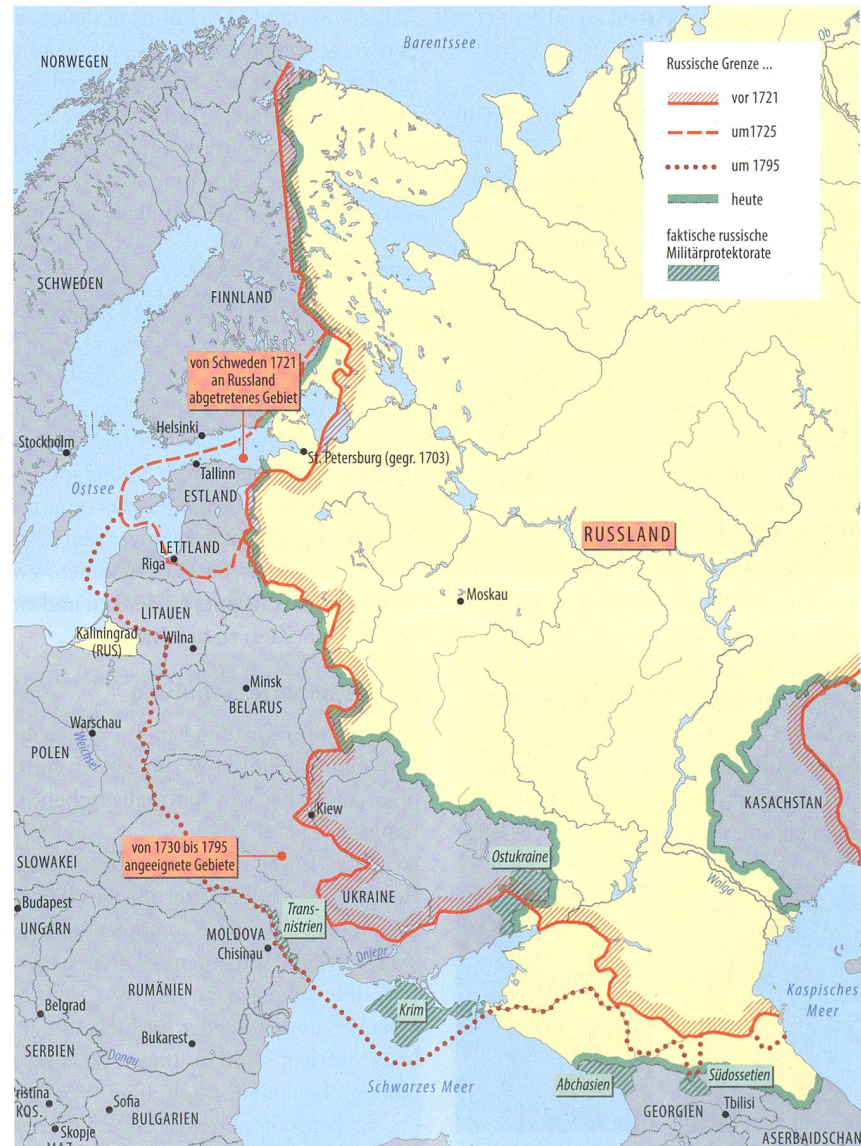 NORWEGEN
Barentssee
Ob
Russische Grenze ...
vor 1721
um1725
um 1795
heute
faktische russische
Militärprotektorate
SCHWEDEN
FINNLAND
von Schweden 1721
an Russland
abgetretenes Gebiet
Helsinki
Stockholm
St. Petersburg (gegr. 1703)
Tallinn
Ostsee
ESTLAND
RUSSLAND
LETTLAND
Riga
Moskau
LITAUEN
Kaliningrad
(RUS)
Wilna
Minsk
BELARUS
Warschau
Weichsel
POLEN
KASACHSTAN
Kiew
von 1730 bis 1795
angeeignete Gebiete
Ostukraine
SLOWAKEI
Wolga
UKRAINE
Budapest
UNGARN
Trans-
nistrien
MOLDOVA
Chisinau
Dnjepr
RUMÄNIEN
Krim
Kaspisches
Meer
Belgrad
Bukarest
SERBIEN
Donau
Schwarzes Meer
Abchasien
Südossetien
ristina
KOS.
Sofia
BULGARIEN
GEORGIEN
Tbilisi
Skopje
MAZ
ASERBAIDSCHAN